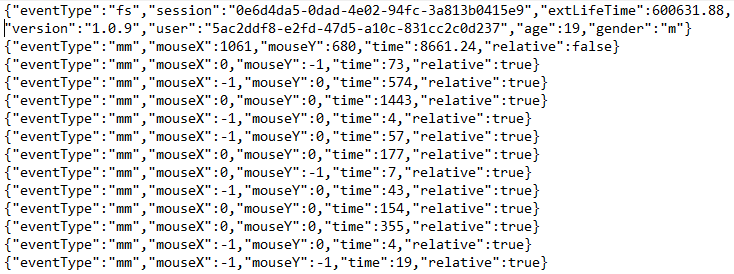 {"eventType":"fs","session":"0e6d4da5-0dad-4e02-94fc-3a813b0415e9","extLifeTime":600631.88,
"version":"1.0.9","user":"5ac2ddf8-e2fd-47d5-a10c-831cc2c0d237","age":19,"gender":"m"}
{"eventType":"mm","mouseX":1061,"mouseY":680,"time":8661.24,"relative":false}
{"eventType":"mm","mouseX":0,"mouseY":-1,"time":73,"relative":true}
{"eventType":"mm","mouseX":-1,"mouseY":0,"time":574,"relative":true}
{"eventType":"mm","mouseX":0,"mouseY":0,"time":1443,"relative":true}
{"eventType":"mm","mouseX":-1,"mouseY":0,"time":4,"relative":true}
{"eventType":"mm","mouseX":-1,"mouseY":0,"time":57,"relative":true}
{"eventType":"mm","mouseX":0,"mouseY":0,"time":177,"relative":true}
{"eventType":"mm","mouseX":0,"mouseY":-1,"time":7,"relative":true}
{"eventType":"mm","mouseX":-1,"mouseY":0,"time":43,"relative":true}
{"eventType":"mm","mouseX":0,"mouseY":0,"time":154,"relative":true}
{"eventType":"mm","mouseX":0,"mouseY":0,"time":355,"relative":true}
{"eventType":"mm","mouseX":-1,"mouseY":0,"time":4,"relative":true}
{"eventType":"mm","mouseX":-1,"mouseY":-1,"time":19,"relative":true}